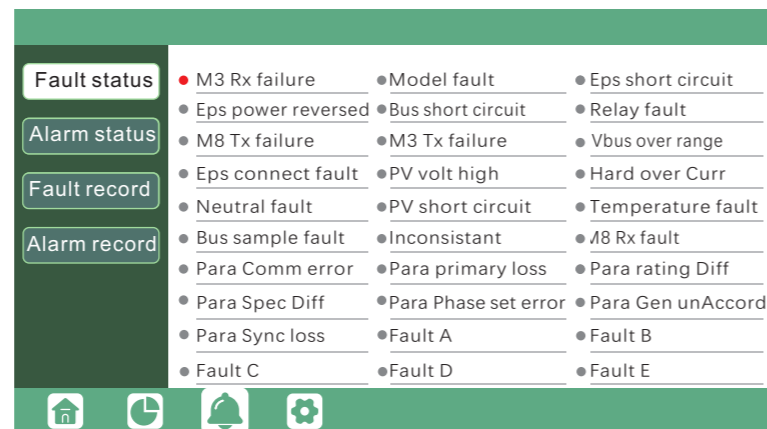 Fault status
Alarm status
Fault record
Alarm record
M3 Rx failure Model fault Eps short circuit
Eps power reversed Bus short circuit Relay fault
M8 Tx failure M3 Tx failure Vbus over range
Eps connect fault PV volt high Hard over Curr
Neutral fault PV short circuit Temperature fault
Bus sample fault Inconsistant Rx fault
Para Comm error Para primary loss Para rating Diff
Para Spec Diff Para Phase set error Para Gen unAccord
Para Sync loss Fault A Fault B
Fault C Fault D Fault E